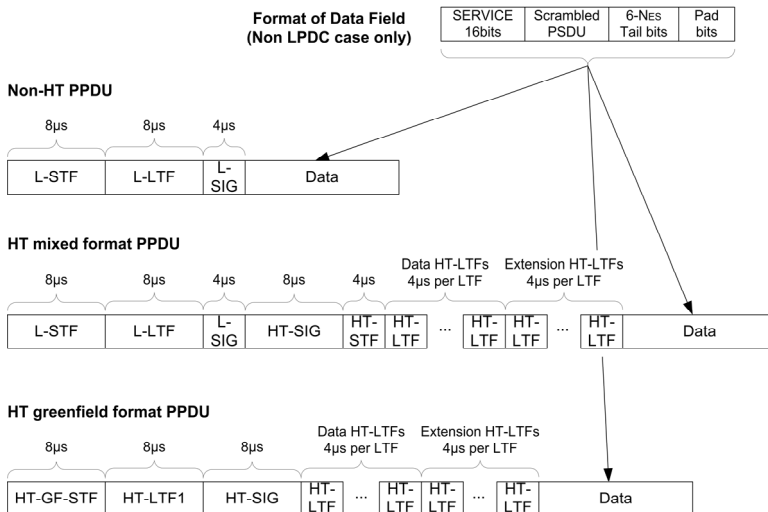 Format of Data Field
(Non LPDC case only)
SERVICE
16bits
Scrambled
PSDU
6-NES
Tail bits
Pad
bits
Non-HT PPDU
8µs
8µs
4µs
L-STF
L-LTF
L-
SIG
Data
HT mixed format PPDU
8µs
8µs
4µs
8µs
4µs
Data HT-LTFs
4µs per LTF
Extension HT-LTFs
4µs per LTF
L-STF
L-LTF
L-
SIG
HT-SIG
HT-
STF
HT-
LTF
...
HT-
LTF
HT-
LTF
...
HT-
LTF
Data
HT greenfield format PPDU
8µs
8µs
8µs
Data HT-LTFs
4µs per LTF
Extension HT-LTFs
4µs per LTF
HT-GF-STF
HT-LTF1
HT-SIG
HT-
LTF
...
HT-
LTF
HT-
LTF
...
HT-
LTF
Data